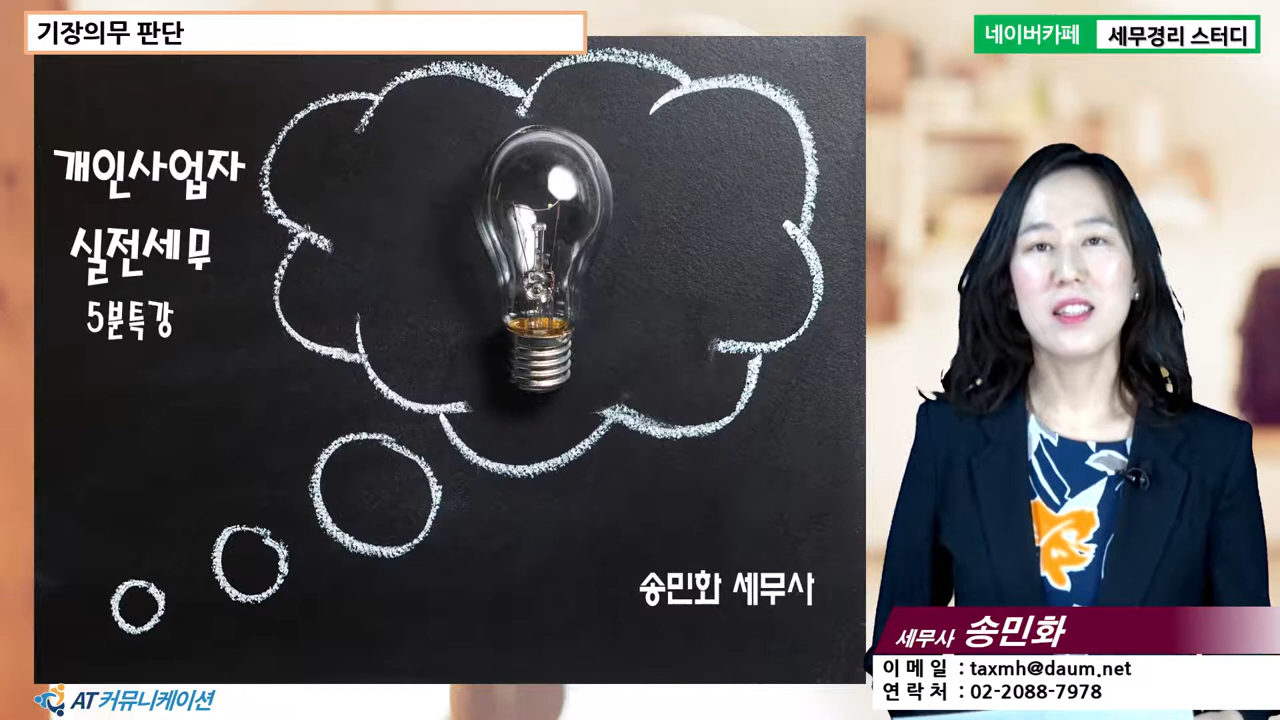 기장의무 판단
네이버카페 세무경리 스터디
개인사업자
실전세무
5분특강
송민화 세무사
세무사 송민화
이 메 일 : taxmh@daum.net
연 락 처 : 02-2088-7978
AT커뮤니케이션